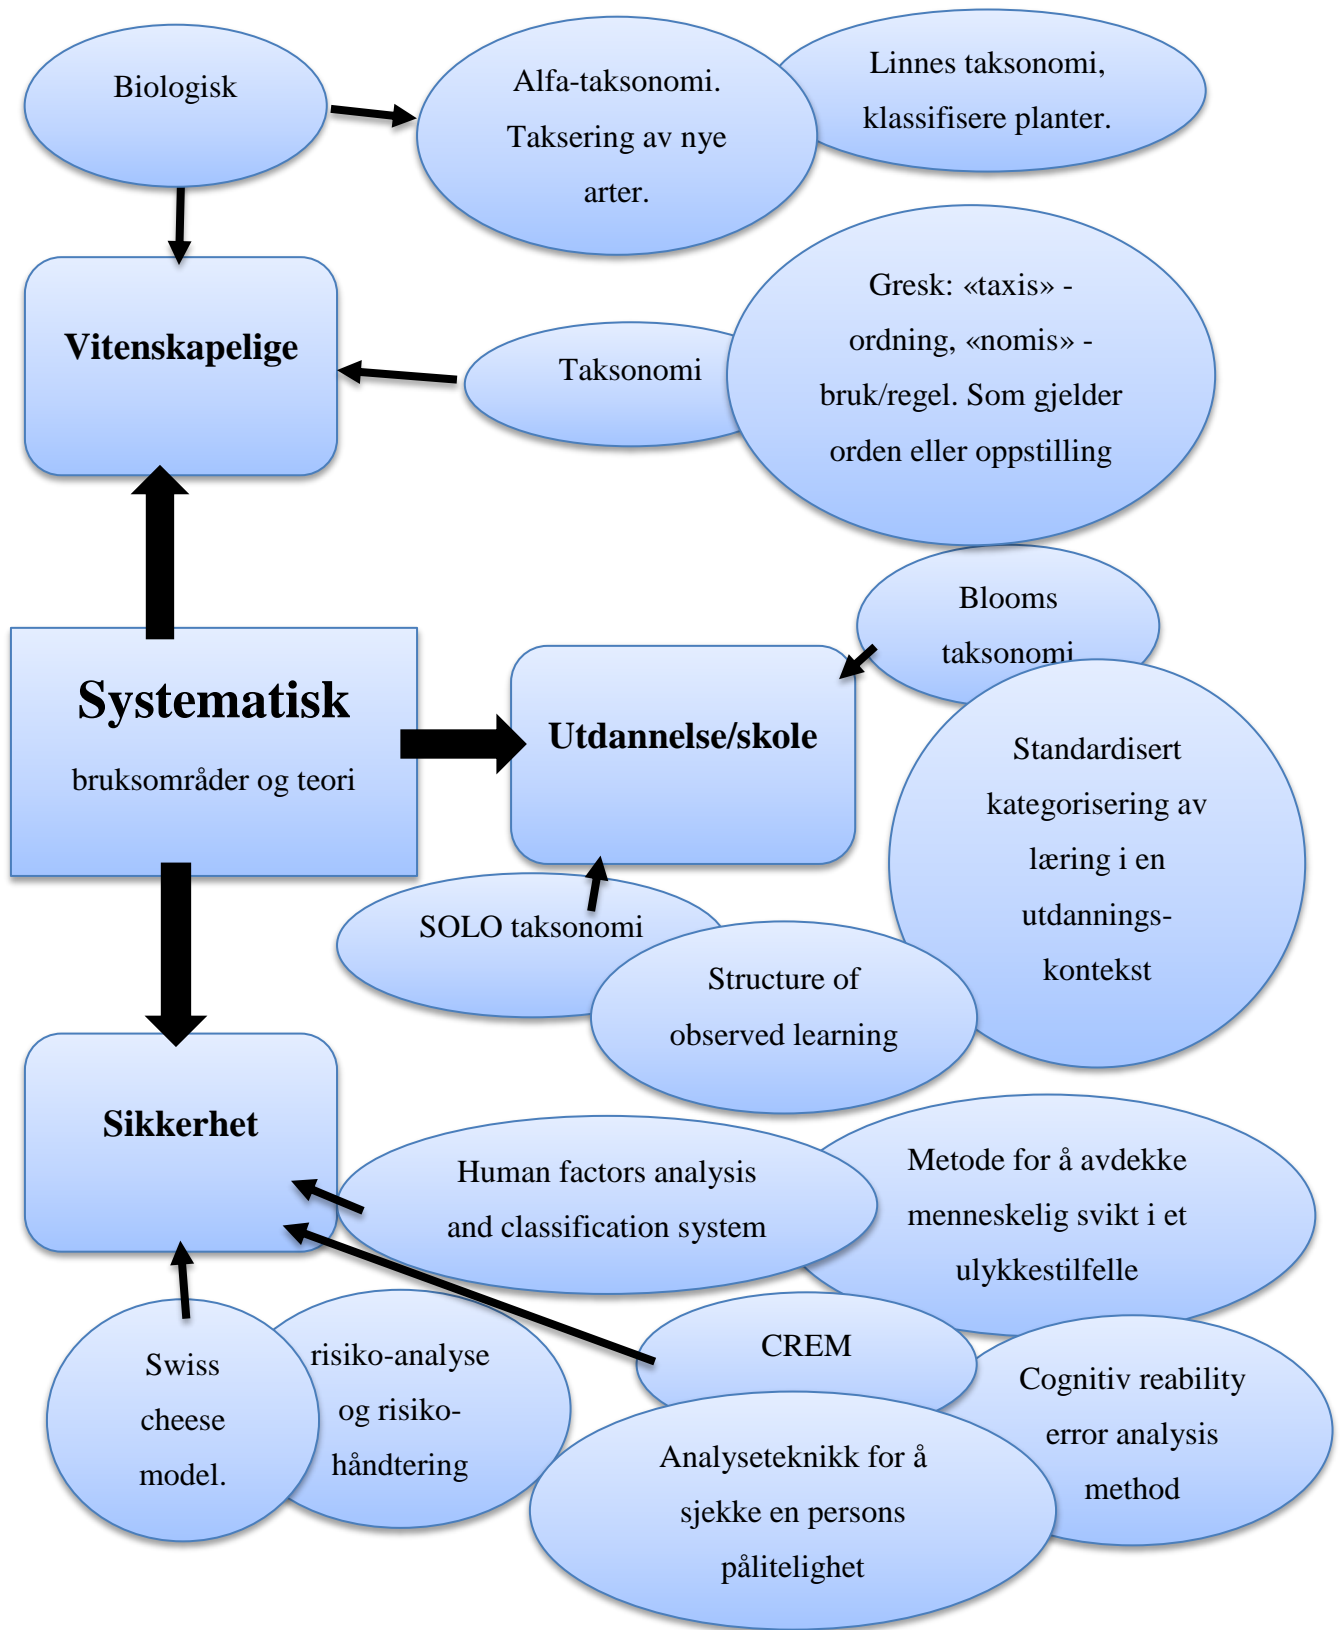 Biologisk
Alfa-taksonomi.
Taksering av nye
arter.
Linnes taksonomi,
klassifisere planter.
Vitenskapelige
Taksonomi
Gresk: «taxis» -
ordning, «nomis» -
bruk/regel. Som gjelder
orden eller oppstilling
Systematisk
bruksområder og teori
Utdannelse/skole
Blooms
taksonomi
Standardisert
kategorisering av
læring i en
utdannings-
kontekst
SOLO taksonomi
Structure of
observed learning
Sikkerhet
Human factors analysis
and classification system
Metode for å avdekke
menneskelig svikt i et
ulykkestilfelle
Swiss
cheese
model.
risiko-analyse
og risiko-
håndtering
CREM
Cognitiv reability
error analysis
method
Analyseteknikk for å
sjekke en persons
pålitelighet